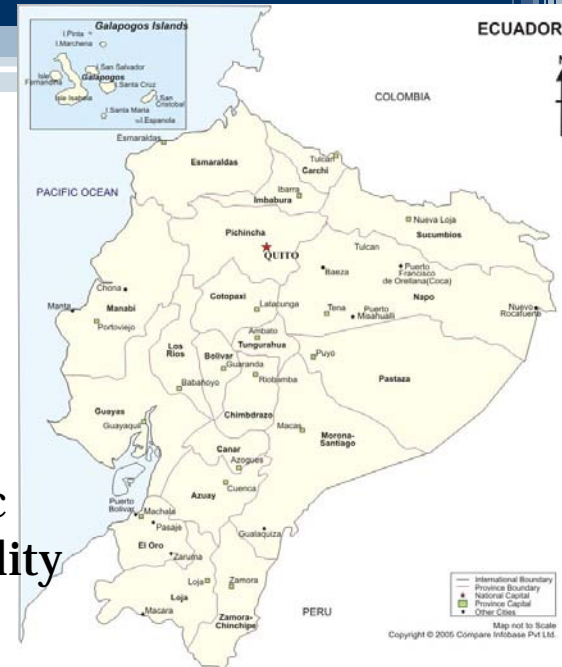 Galapogos Islands
I.Pinta
I.Marchena
I.San Salvador
Isle
Fernandina
Galápogos
I.Santa Cruz
Isle Isabela
I.San
Cristobal
I.Santa Maria
I.Espanola
ECUADOR
N
COLOMBIA
PACIFIC OCEAN
Esmaraldas
Esmaraldas
Tulcan
Carchi
Ibarra
Imbabura
Nueva Loja
Sucumbios
Pichincha
QUITO
Tulcan
Baeza
Puerto
Francisco
de Orellana(Coca)
Napo
Chona
Manta
Manabi
Portoviejo
Cotopaxi
Latacunga
Tena
Puerto
Misahualli
Nuevo
Rocafuerte
Ambato
Tungurahua
Los
Rios
Bolivar
Guaranda
Riobamba
Puyo
Pastaza
Babahoyo
Chimbdrazo
Guayas
Guayaquil
Macas
Morona-
Santiago
Canar
Azogues
Cuenca
Azuay
Puerto
Bolivar
Machala
Pasaje
Gualaquiza
El Oro
Zaruma
c
lity
Loja
Zamora
Loja
Macara
Zamora-
Chinchipe
PERU
International Boundary
Province Boundary
National Capital
Province Capital
Other Cities
Map not to Scale
Copyright © 2005 Compare Infobase Pvt Ltd.